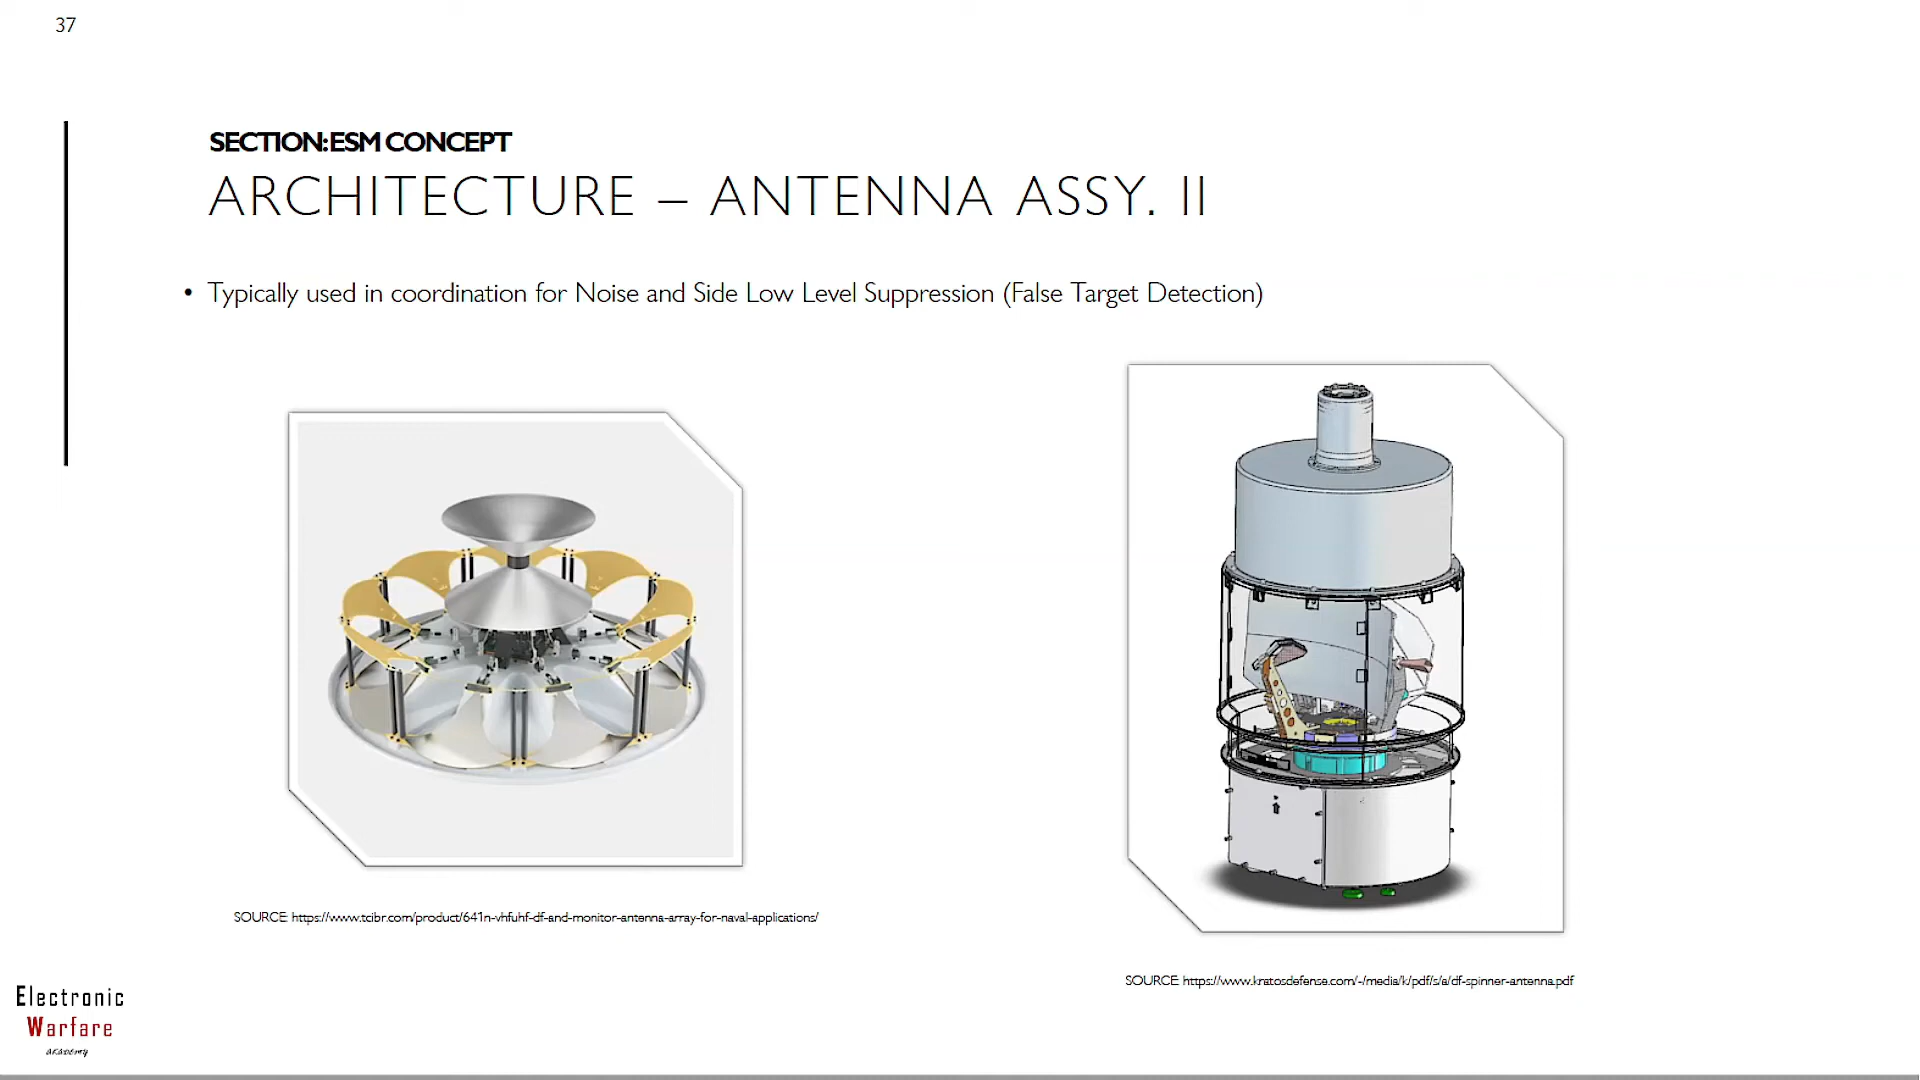 37
SECTION: ESM CONCEPT
ARCHITECTURE – ANTENNA ASSY. II
• Typically used in coordination for Noise and Side Low Level Suppression (False Target Detection)
SOURCE: https://www.tcibr.com/product/641n-vhfuhf-df-and-monitor-antenna-array-for-naval-applications/
SOURCE: https://www.kratosdefense.com/-/media/k/pdf/s/a/df-spinner-antenna.pdf
Electronic
Warfare
academy